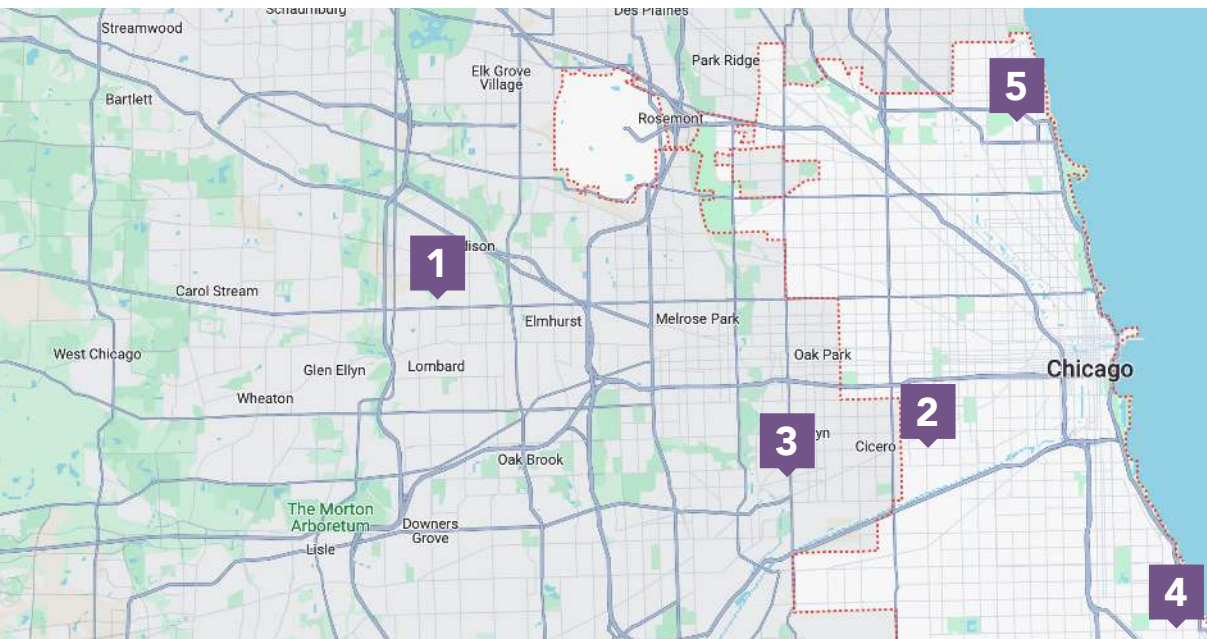 Schaumburg
Des Plaines
Streamwood
Park Ridge
Elk Grove
Village
5
Bartlett
Rosemont
1
dison
Carol Stream
Elmhurst
Melrose Park
West Chicago
Oak Park
Glen Ellyn
Lombard
Chicago
Wheaton
2
3
yn
Cicero
Oak Brook
The Morton
Arboretum
Downers
Grove
Lisle
4